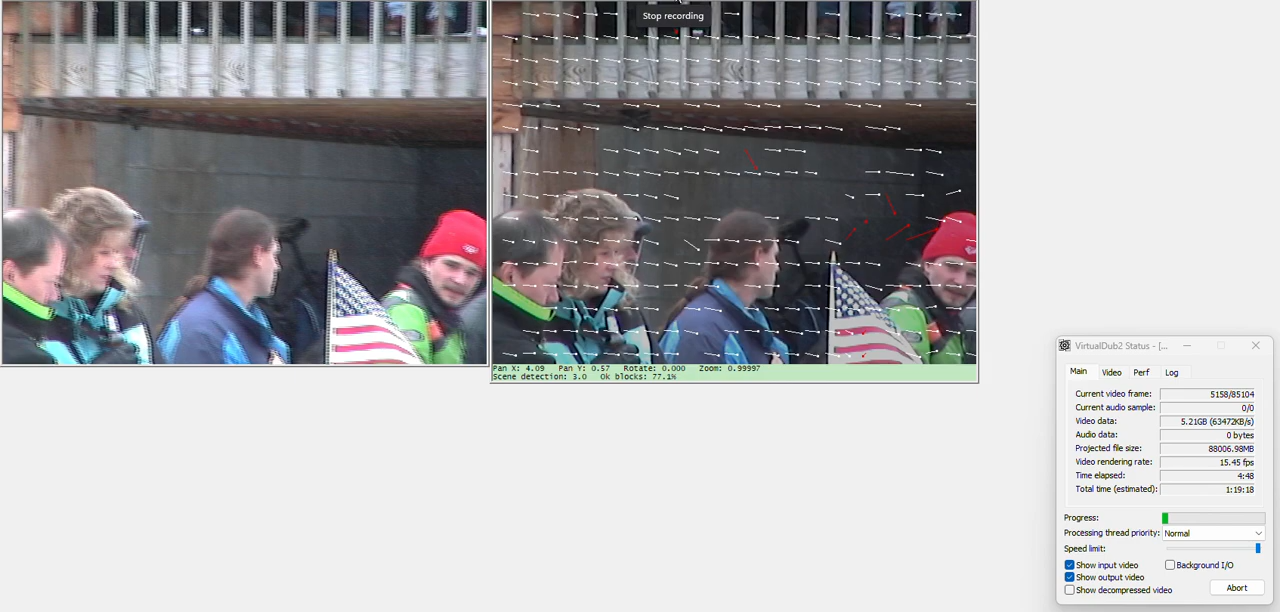 Stop recording
Pan X: 4.09 Pan Y: 0.57 Rotate: 0.000 Zoom: 0.99997
Scene detection: 3.0 Ok blocks: 77.1%
VirtualDub2 Status - [...
Main Video Perf Log
Current video frame: 5158/85104
Current audio sample: 0/0
Video data: 5.21GB (63472KB/s)
Audio data: 0 bytes
Projected file size: 88006.98MB
Video rendering rate: 15.45 fps
Time elapsed: 4:48
Total time (estimated): 1:19:18
Progress:
Processing thread priority: Normal
Speed limit:
Show input video Background I/O
Show output video
Show decompressed video Abort